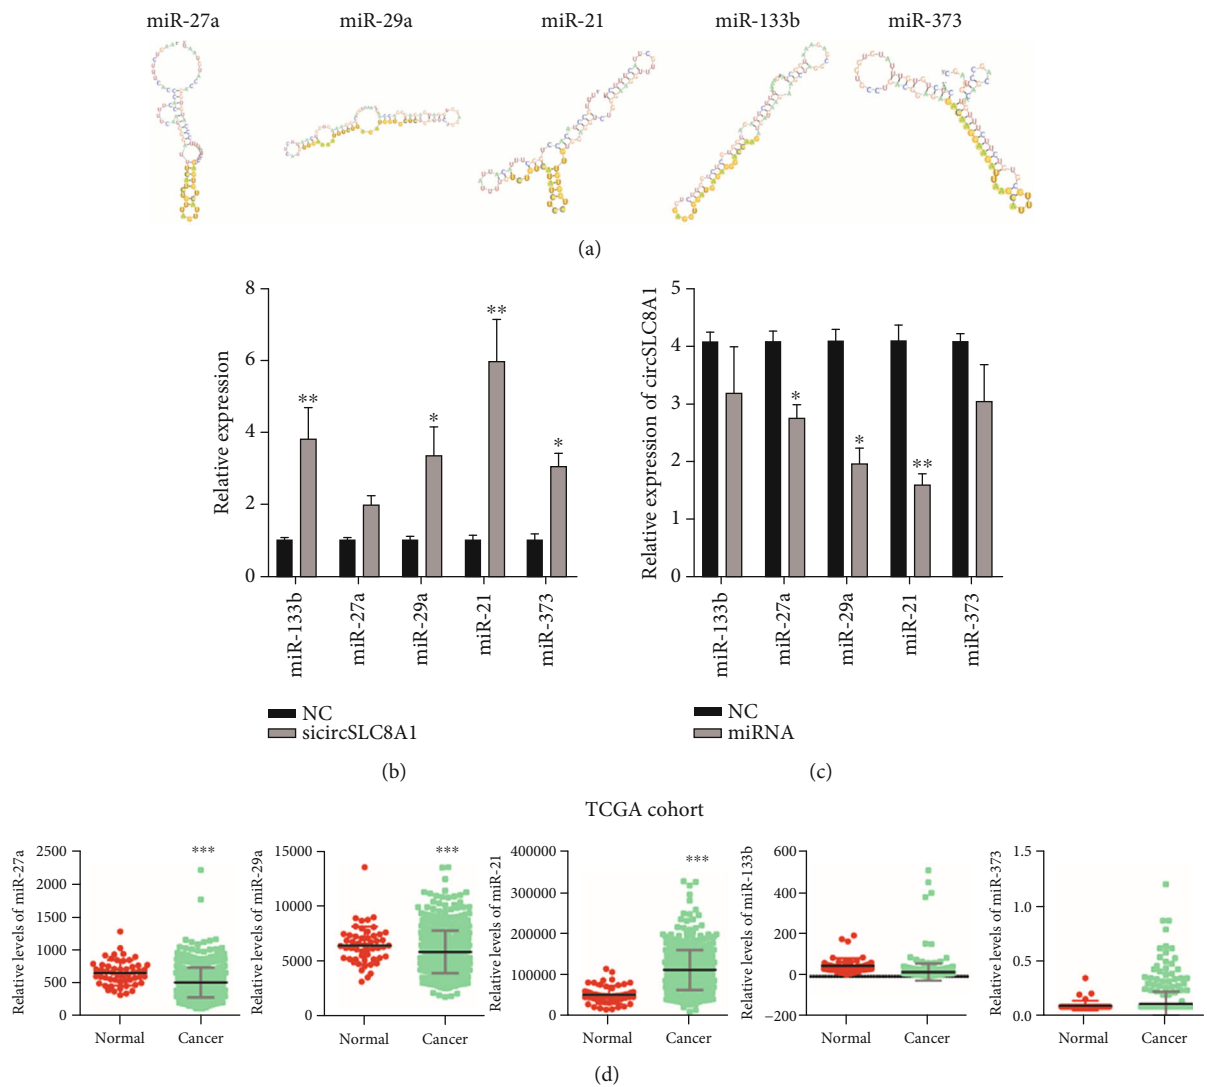 miR-27a
miR-29a
miR-21
miR-133b
miR-373
(a)
Relative expression
8
6
4
2
0
**
*
**
*
miR-133b
miR-27a
miR-29a
miR-21
miR-373
NC
sicircSLC8A1
(b)
Relative expression of circSLC8A1
5
4
3
2
1
0
*
*
**
miR-133b
miR-27a
miR-29a
miR-21
miR-373
NC
miRNA
(c)
TCGA cohort
Relative levels of miR-27a
2500
2000
1500
1000
500
0
***
Normal
Cancer
Relative levels of miR-29a
15000
10000
5000
0
***
Normal
Cancer
Relative levels of miR-21
400000
300000
200000
100000
0
***
Normal
Cancer
Relative levels of miR-133b
600
400
200
0
−200
Normal
Cancer
Relative levels of miR-373
1.5
1.0
0.5
0.0
Normal
Cancer
(d)